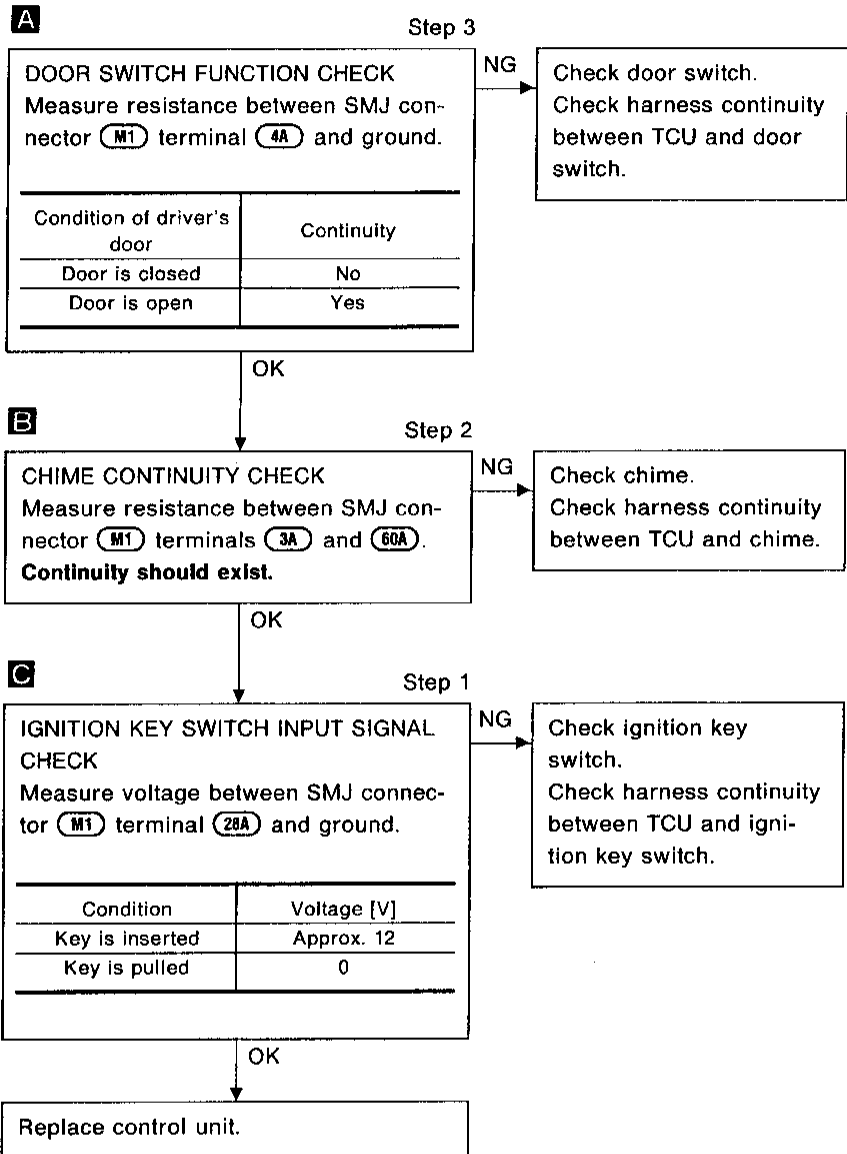 A
Step 3
DOOR SWITCH FUNCTION CHECK
Measure resistance between SMJ con-
nector M1 terminal 4A and ground.
Condition of driver's
door
Continuity
Door is closed No
Door is open Yes
NG
Check door switch.
Check harness continuity
between TCU and door
switch.
OK
B
Step 2
CHIME CONTINUITY CHECK
Measure resistance between SMJ con-
nector M1 terminals 3A and 60A.
Continuity should exist.
NG
Check chime.
Check harness continuity
between TCU and chime.
OK
C
Step 1
IGNITION KEY SWITCH INPUT SIGNAL
CHECK
Measure voltage between SMJ connec-
tor M1 terminal 28A and ground.
Condition Voltage [V]
Key is inserted Approx. 12
Key is pulled 0
NG
Check ignition key
switch.
Check harness continuity
between TCU and igni-
tion key switch.
OK
Replace control unit.